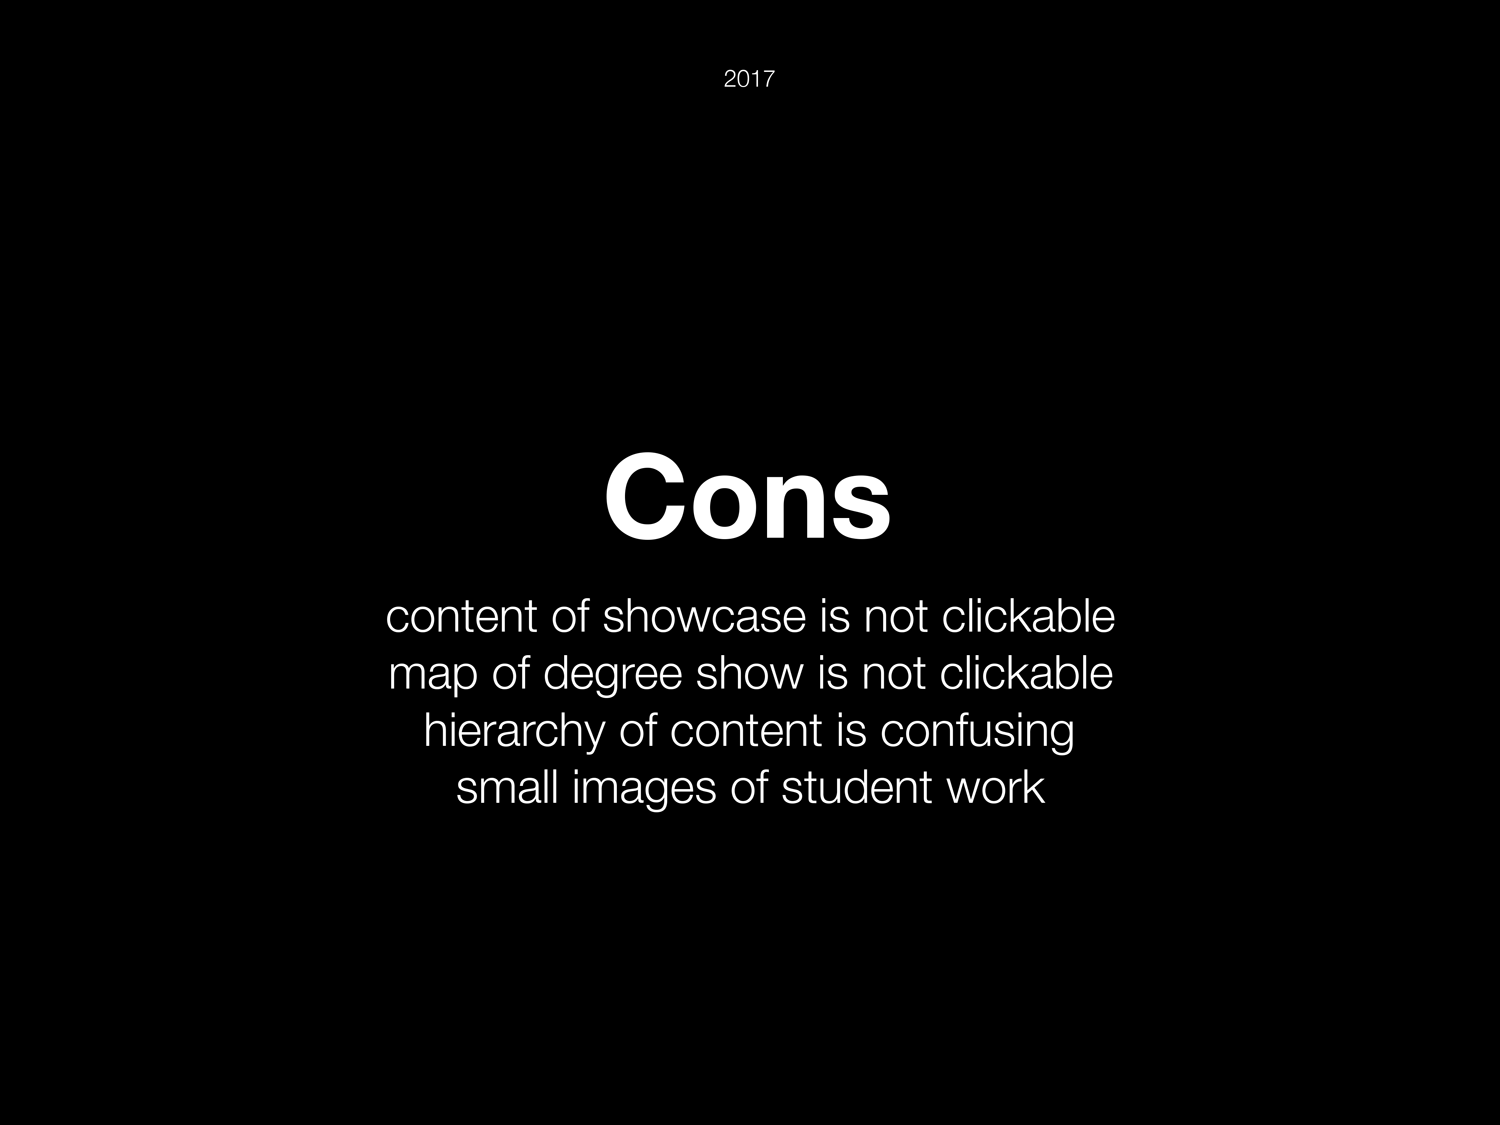 2017
Cons
content of showcase is not clickable
map of degree show is not clickable
hierarchy of content is confusing
small images of student work